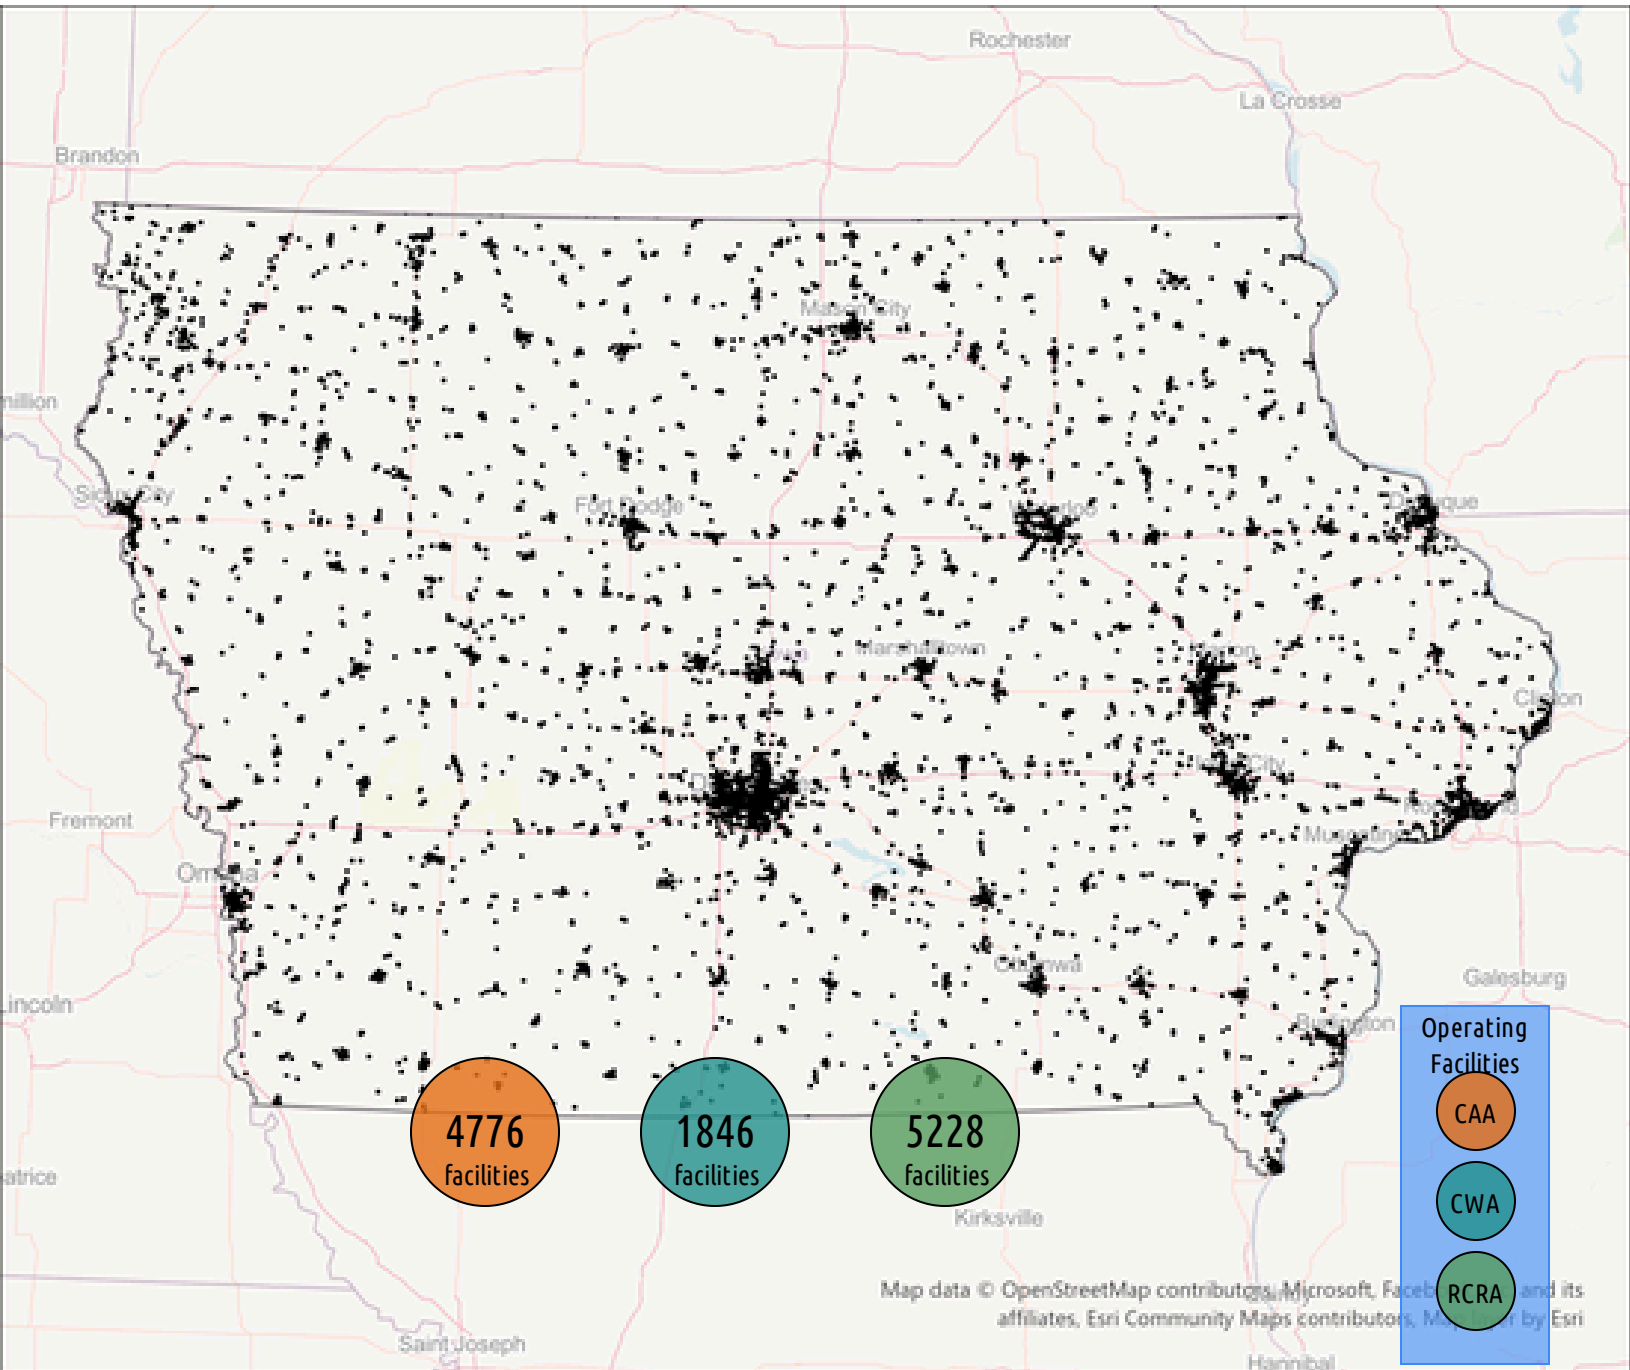 Rochester
La Crosse
Brandon
Mason City
Sioux City
Fort Dodge
Waterloo
Dubuque
Marshalltown
Clinton
City
Fremont
Muscatine
Omaha
Ottumwa
Galesburg
Lincoln
Burlington
Operating
Facilities
4776
facilities
1846
facilities
5228
facilities
CAA
CWA
RCRA
atrice
Kirksville
Map data © OpenStreetMap contributors, Microsoft, and its
affiliates, Esri Community Maps contributors, Map layer by Esri
Saint Joseph
Hannibal